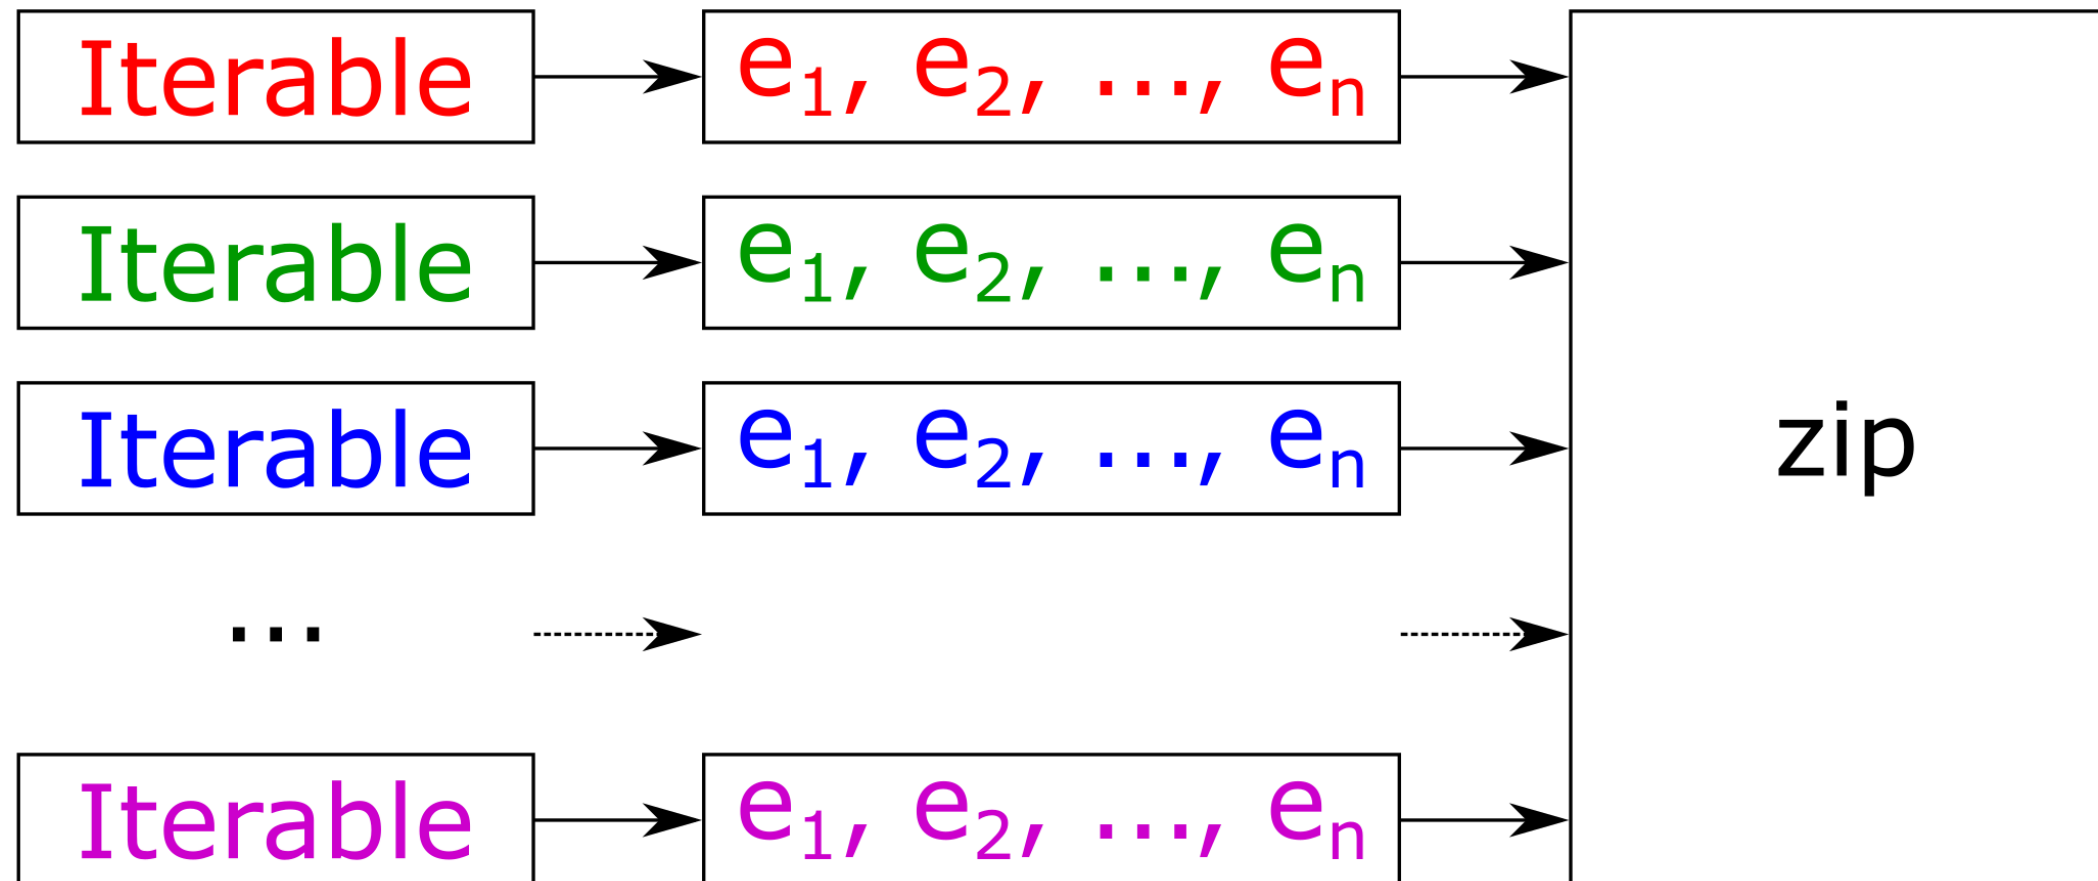 Iterable e₁, e₂, ..., eₙ
Iterable e₁, e₂, ..., eₙ
Iterable e₁, e₂, ..., eₙ
zip
...
Iterable e₁, e₂, ..., eₙ